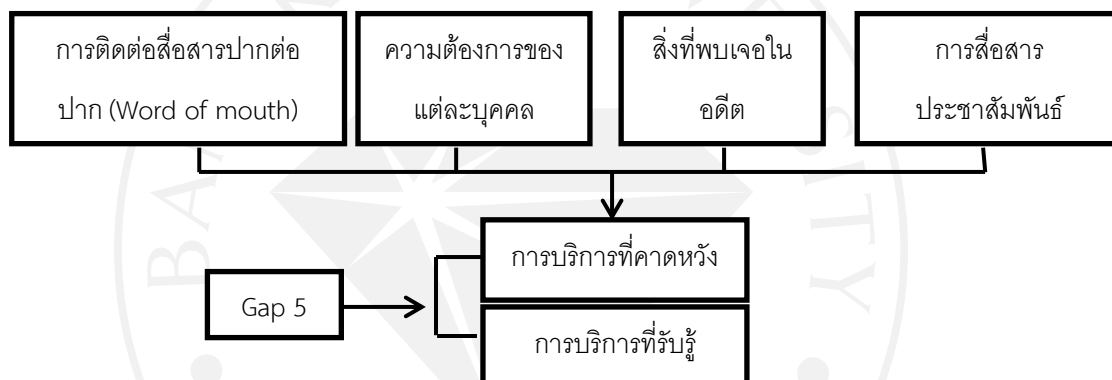 การติดต่อสื่อสารปากต่อ
ปาก (Word of mouth)
ความต้องการของ
แต่ละบุคคล
สิ่งที่พบเจอใน
อดีต
การสื่อสาร
ประชาสัมพันธ์
การบริการที่คาดหวัง
Gap 5
การบริการที่รับรู้